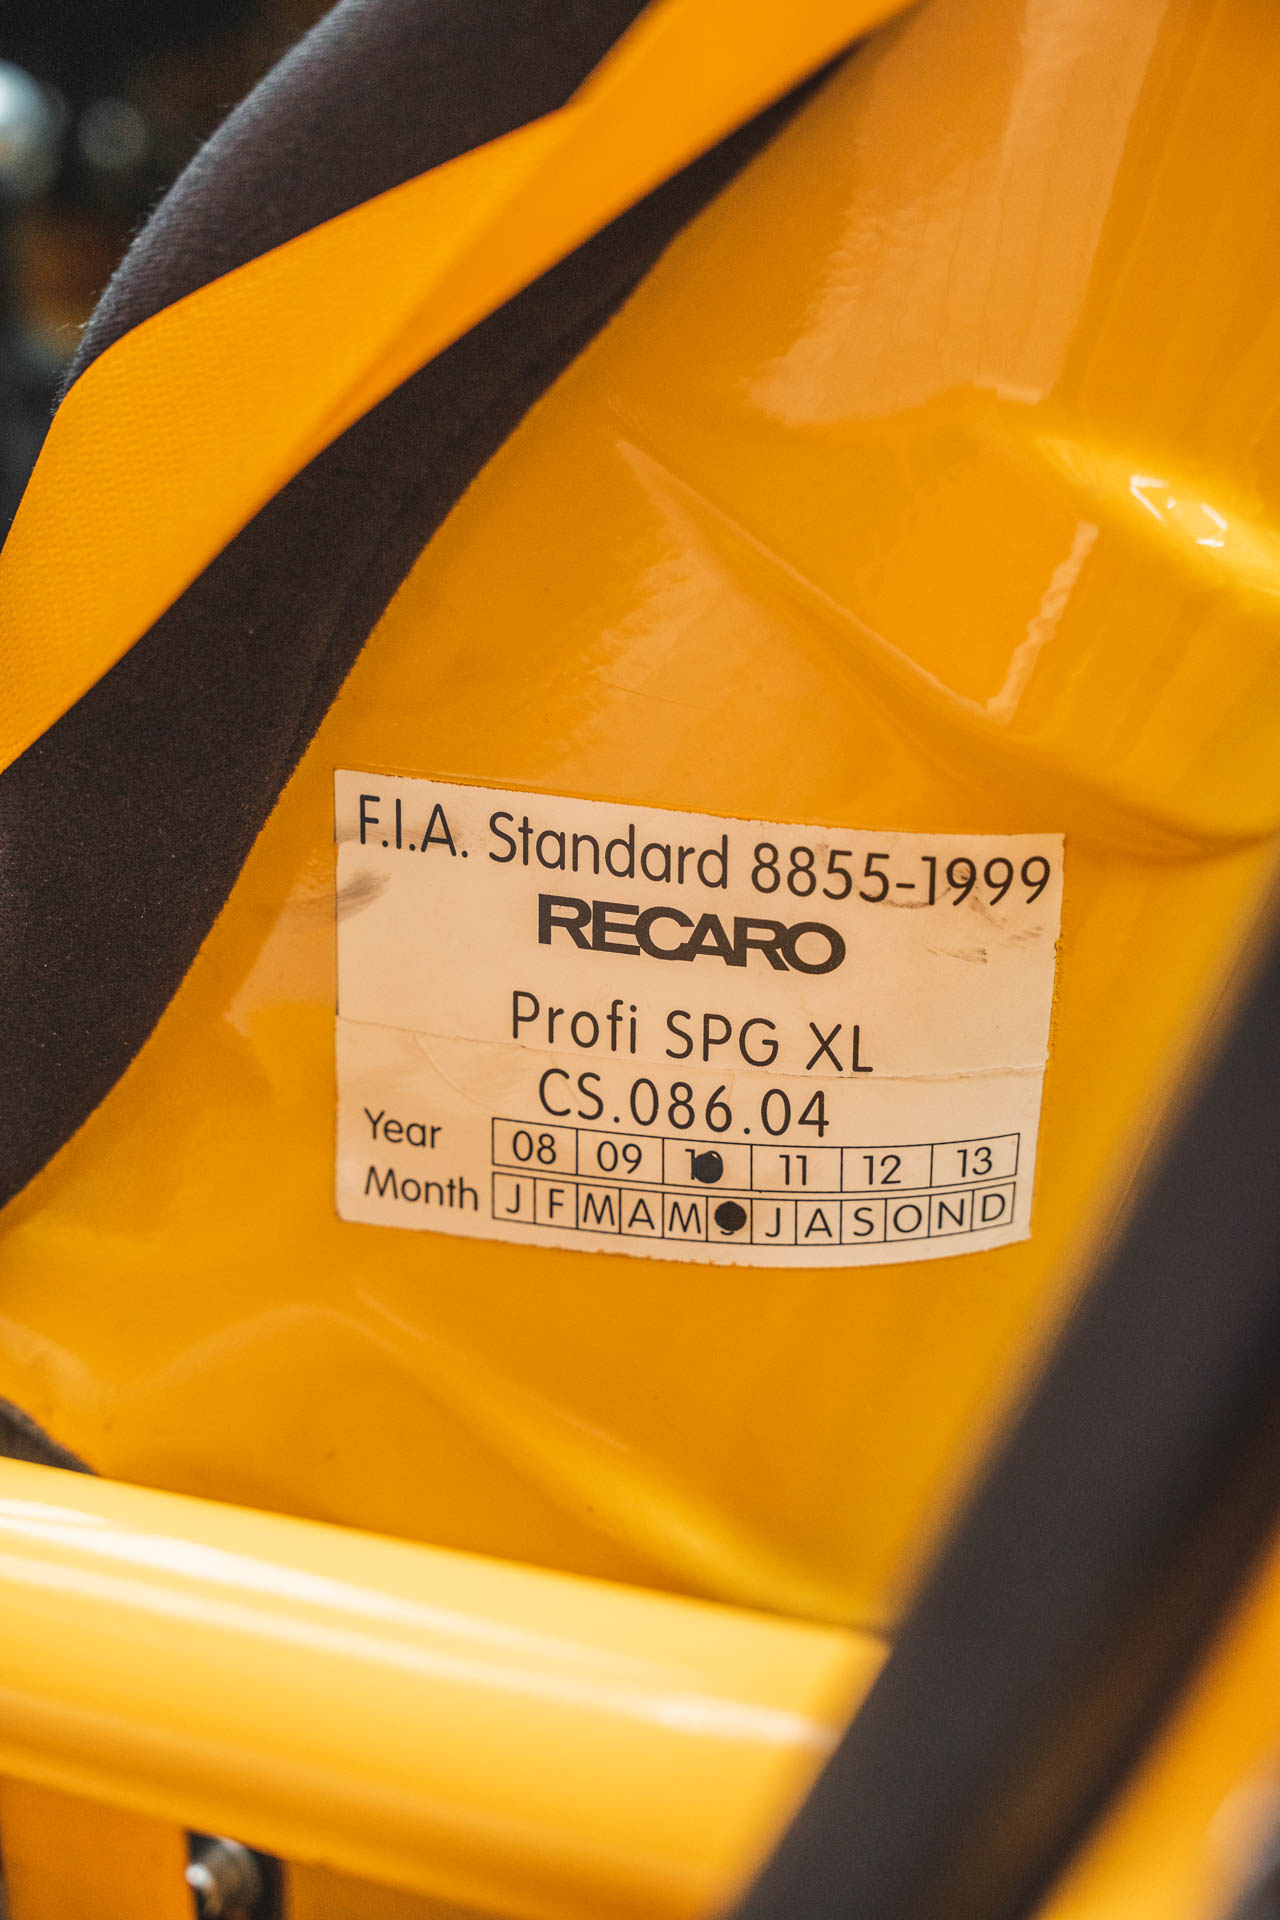 F.I.A. Standard 8855-1999
RECARO
Profi SPG XL
CS.086.04
Year 08 09 11 12 13
Month J F M A M J A S O N D